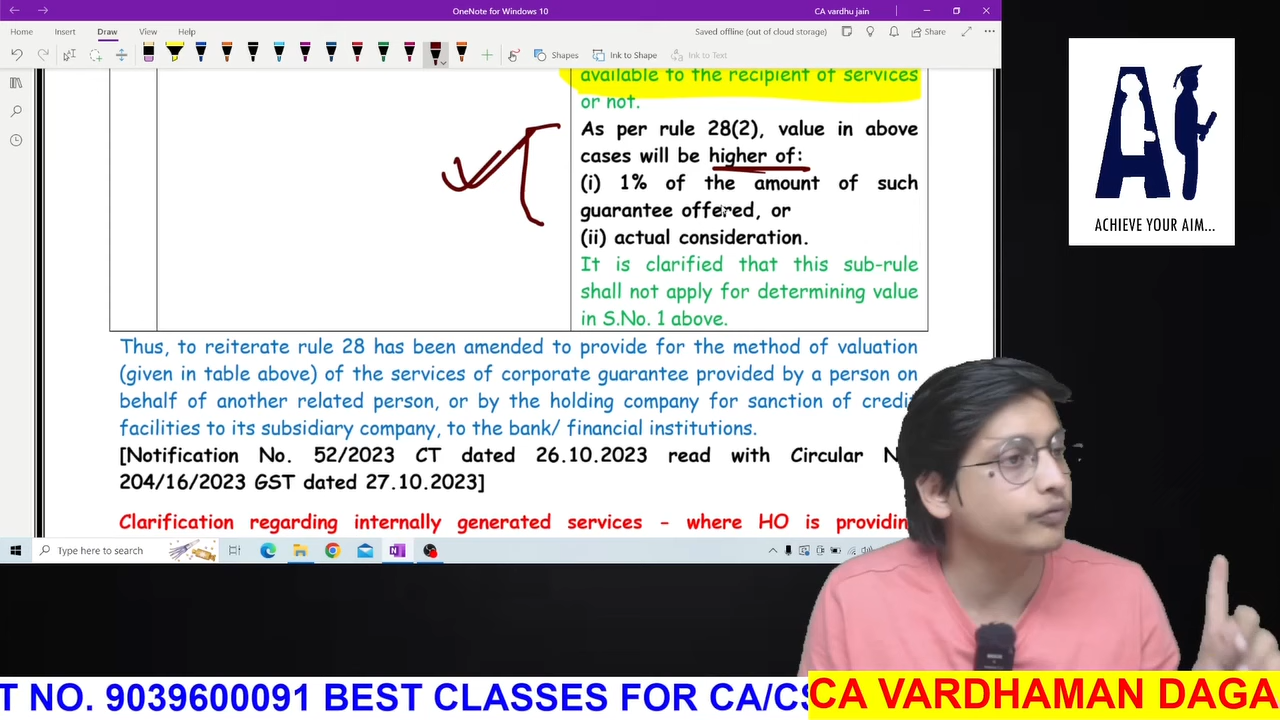 OneNote for Windows 10
CA vardhu jain
Home Insert Draw View Help
Saved offline (out of cloud storage)
Share
Shapes
Ink to Shape
Ink to Text
available to the recipient of services
or not.
As per rule 28(2), value in above
cases will be higher of:
(i) 1% of the amount of such
guarantee offered, or
(ii) actual consideration.
It is clarified that this sub-rule
shall not apply for determining value
in S.No. 1 above.
Thus, to reiterate rule 28 has been amended to provide for the method of valuation
(given in table above) of the services of corporate guarantee provided by a person on
behalf of another related person, or by the holding company for sanction of credit
facilities to its subsidiary company, to the bank/ financial institutions.
[Notification No. 52/2023 CT dated 26.10.2023 read with Circular N
204/16/2023 GST dated 27.10.2023]
Clarification regarding internally generated services - where HO is providin
Type here to search
AI
ACHIEVE YOUR AIM...
T NO. 9039600091 BEST CLASSES FOR CA/CS
CA VARDHAMAN DAGA